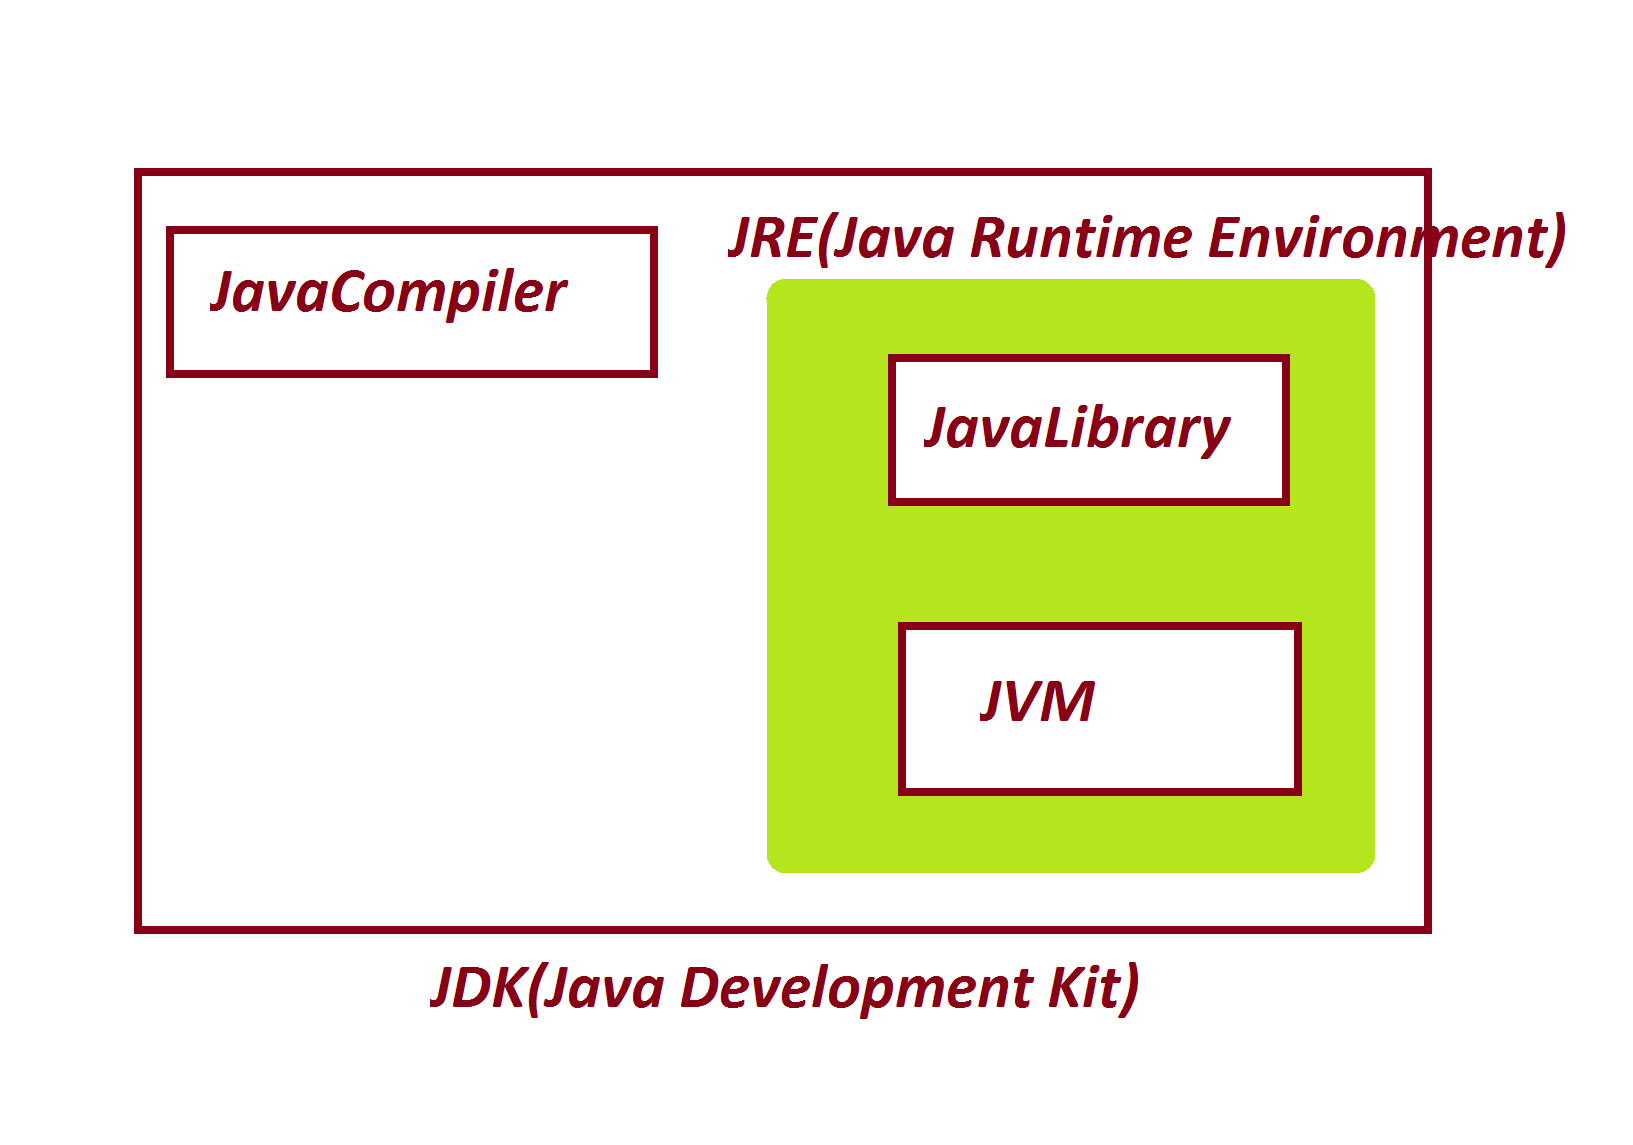 JRE(Java Runtime Environment)
JavaCompiler
JavaLibrary
JVM
JDK(Java Development Kit)